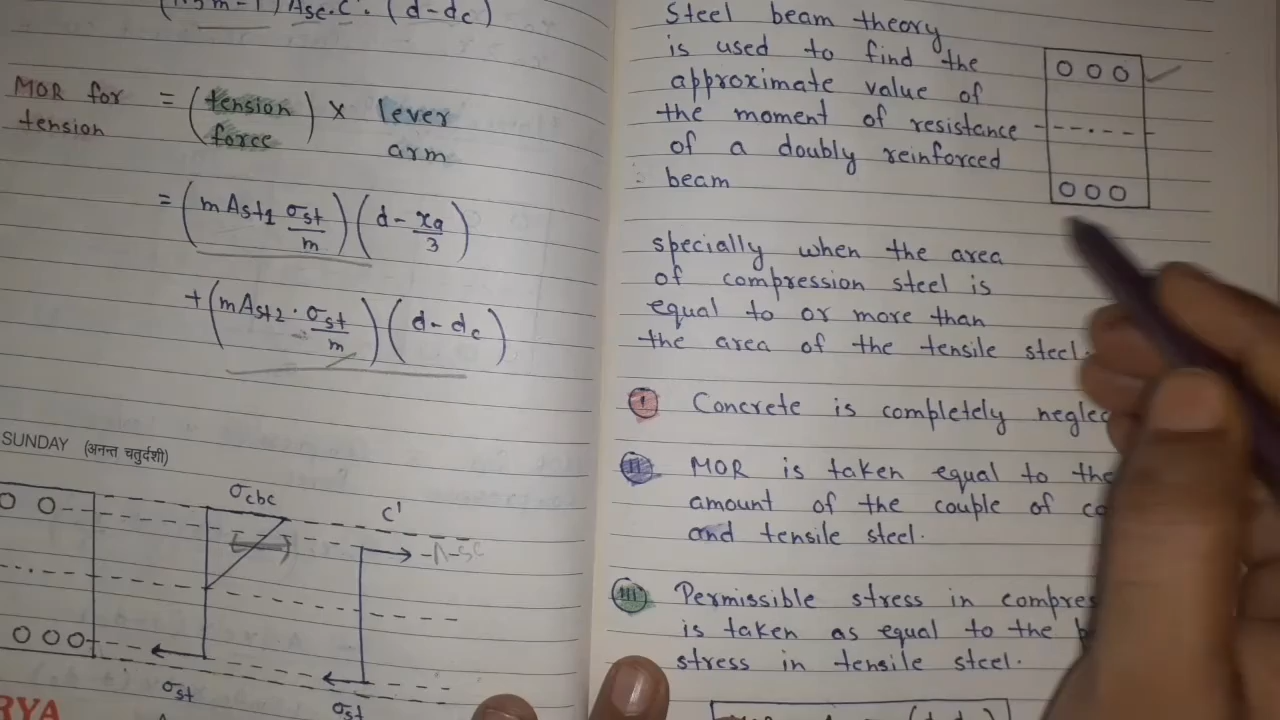 (1.5m-1) Asc.C'.(d-dc)
MOR for tension = (tension force) × lever arm
= (mAst1 σst/m) (d - xa/3)
+ (mAst2 . σst/m) (d - dc)
SUNDAY (अनन्त चतुर्दशी)
σcbc
C'
σst
σst
RYA
Steel beam theory
is used to find the
approximate value of
the moment of resistance
of a doubly reinforced
beam
specially when the area
of compression steel is
equal to or more than
the area of the tensile steel.
I Concrete is completely
II MOR is taken equal to the
amount of the couple of
and tensile steel.
III Permissible stress in
is taken as equal to the
stress in tensile steel.